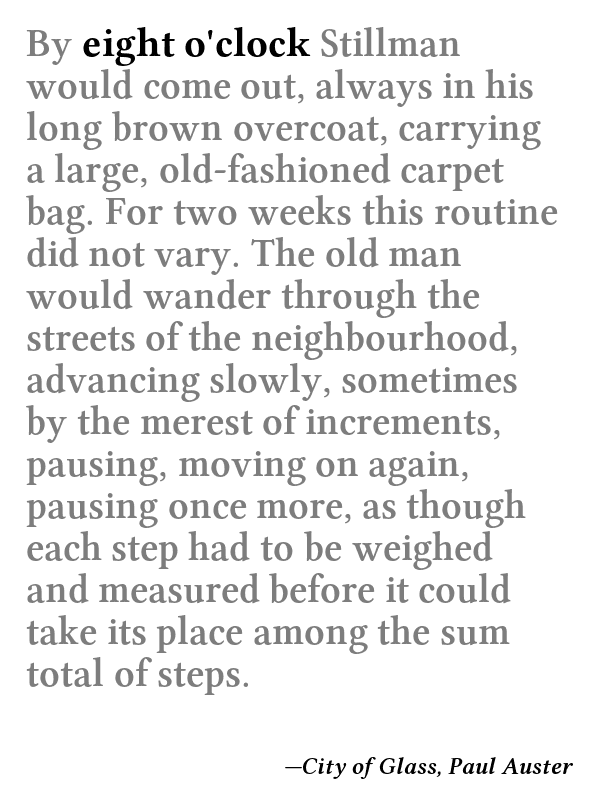 By eight o'clock Stillman
would come out, always in his
long brown overcoat, carrying
a large, old-fashioned carpet
bag. For two weeks this routine
did not vary. The old man
would wander through the
streets of the neighbourhood,
advancing slowly, sometimes
by the merest of increments,
pausing, moving on again,
pausing once more, as though
each step had to be weighed
and measured before it could
take its place among the sum
total of steps.
—City of Glass, Paul Auster